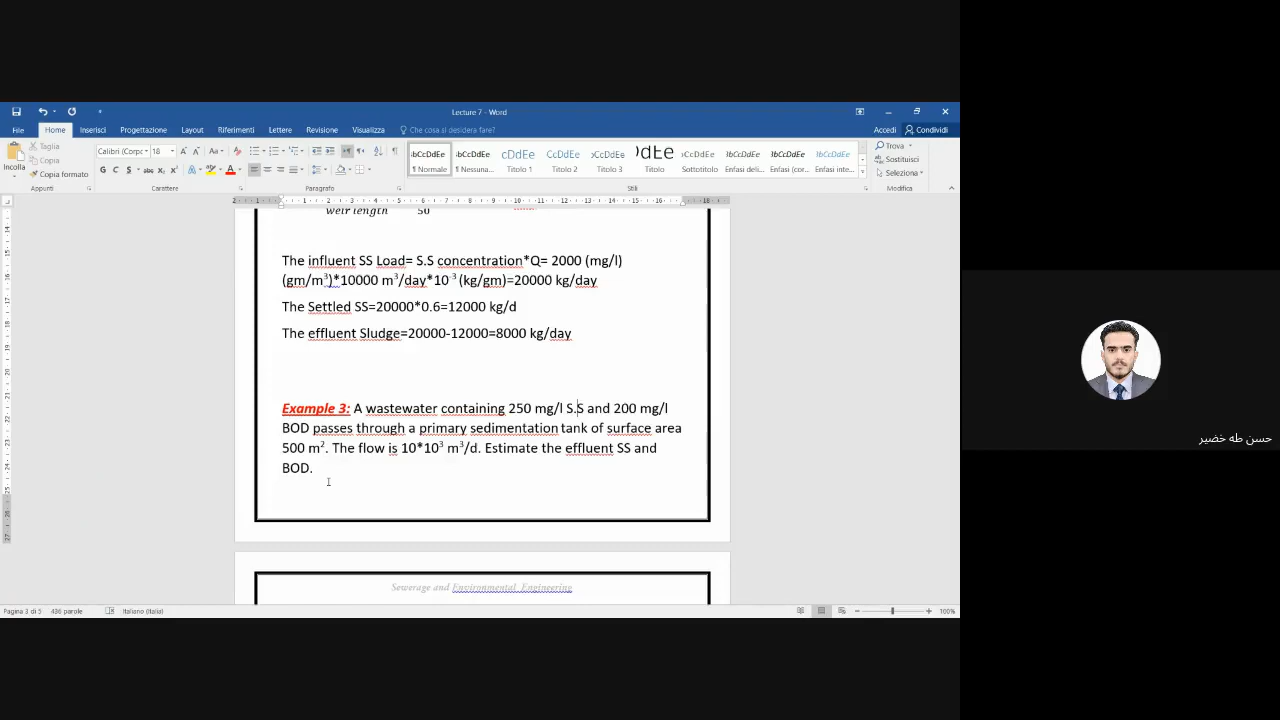 Lecture 7 - Word
File Home Inserisci Progettazione Layout Riferimenti Lettere Revisione Visualizza Che cosa si desidera fare? Accedi Condividi
Incolla Taglia Copia Copia formato
Calibri (Corpo 18
AaBbCcDdEe
¶ Normale ¶ Nessuna... Titolo 1 Titolo 2 Titolo 3 Titolo Sottotitolo Enfasi deli... Enfasi (cor... Enfasi inte...
Trova Sostituisci Seleziona
Appunti Carattere Paragrafo Stili Modifica
weir length 50
The influent SS Load= S.S concentration*Q= 2000 (mg/l)
(gm/m³)*10000 m³/day*10⁻³ (kg/gm)=20000 kg/day
The Settled SS=20000*0.6=12000 kg/d
The effluent Sludge=20000-12000=8000 kg/day
Example 3: A wastewater containing 250 mg/l S.S and 200 mg/l
BOD passes through a primary sedimentation tank of surface area
500 m². The flow is 10*10³ m³/d. Estimate the effluent SS and
BOD.
Sewerage and Environmental Engineering
Pagina 3 di 5 436 parole Italiano (Italia) 100%
حسن طه خضير